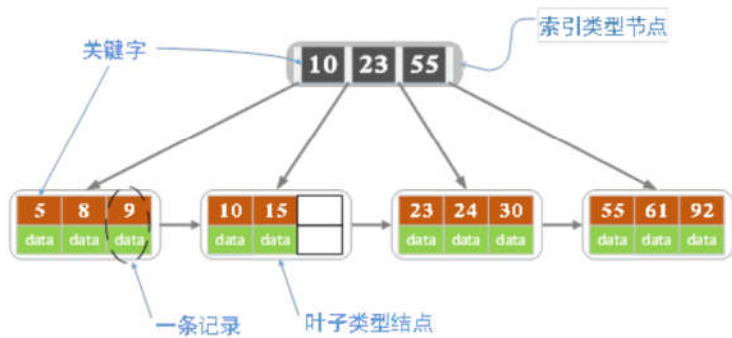 索引类型节点
关键字
10 23 55
5 8 9 10 15 23 24 30 55 61 92
data data data data data data data data data data data
一条记录
叶子类型结点